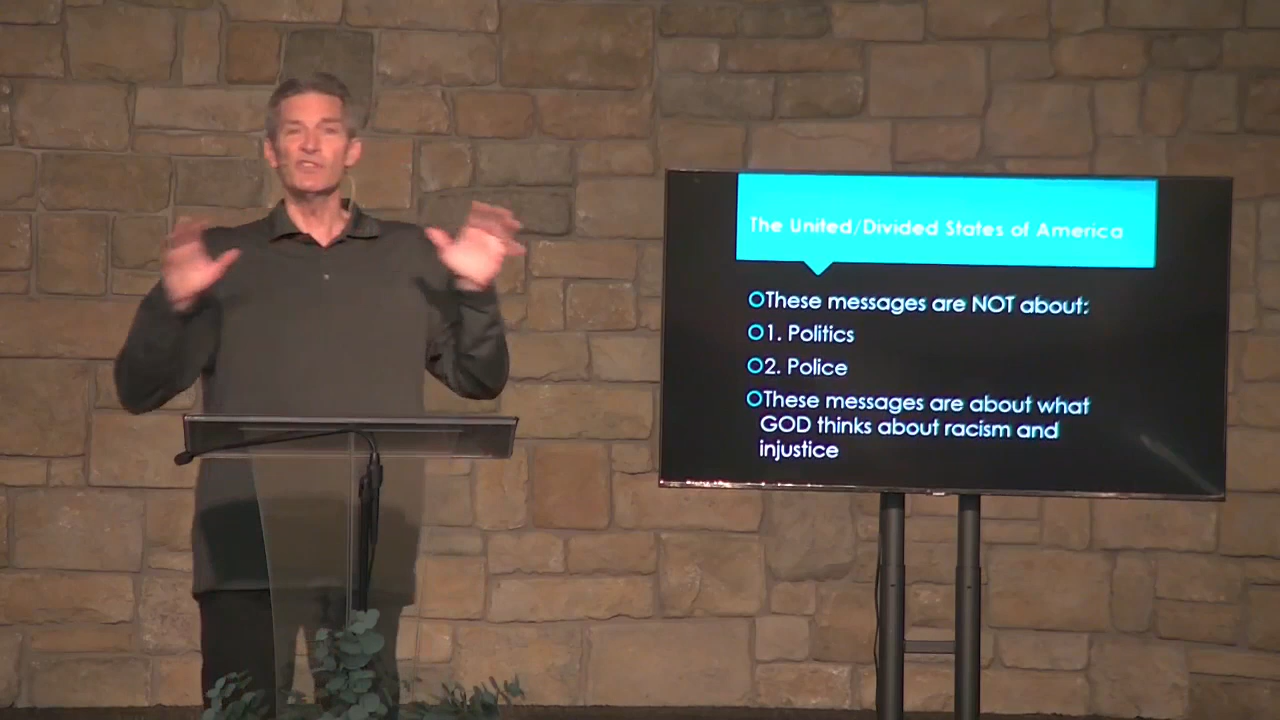 The United/Divided States of America
These messages are NOT about:
1. Politics
2. Police
These messages are about what
GOD thinks about racism and
injustice